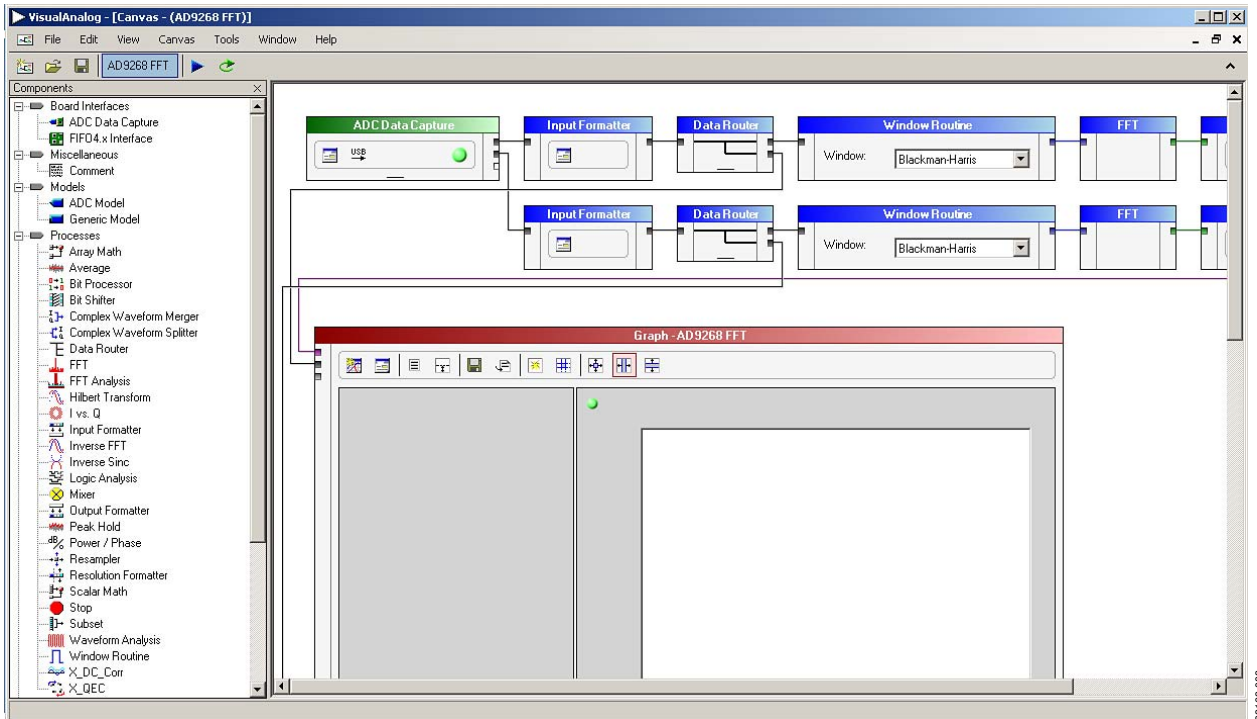 VisualAnalog - [Canvas - (AD9268 FFT)]
File Edit View Canvas Tools Window Help
AD9268 FFT
Components
Board Interfaces
ADC Data Capture
FIFO4.x Interface
Miscellaneous
Comment
Models
ADC Model
Generic Model
Processes
Array Math
Average
Bit Processor
Bit Shifter
Complex Waveform Merger
Complex Waveform Splitter
Data Router
FFT
FFT Analysis
Hilbert Transform
I vs. Q
Input Formatter
Inverse FFT
Inverse Sinc
Logic Analysis
Mixer
Output Formatter
Peak Hold
Power / Phase
Resampler
Resolution Formatter
Scalar Math
Stop
Subset
Waveform Analysis
Window Routine
X_DC_Corr
X_QEC
ADC Data Capture
USB
Input Formatter
Data Router
Window Routine
Window:
Blackman-Harris
FFT
Input Formatter
Data Router
Window Routine
Window:
Blackman-Harris
FFT
Graph - AD9268 FFT